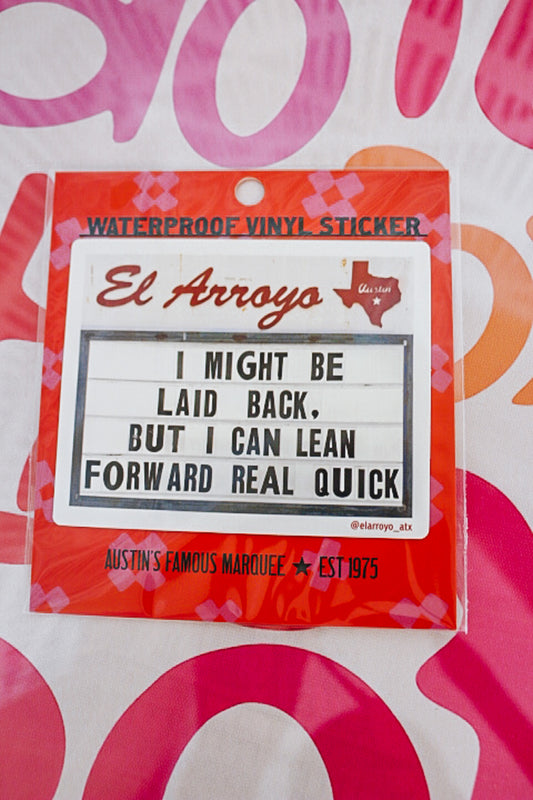 WATERPROOF VINYL STICKER
El Arroyo
Austin
I MIGHT BE
LAID BACK.
BUT I CAN LEAN
FORWARD REAL QUICK
@elarroyo_atx
AUSTIN'S FAMOUS MARQUEE ★ EST 1975